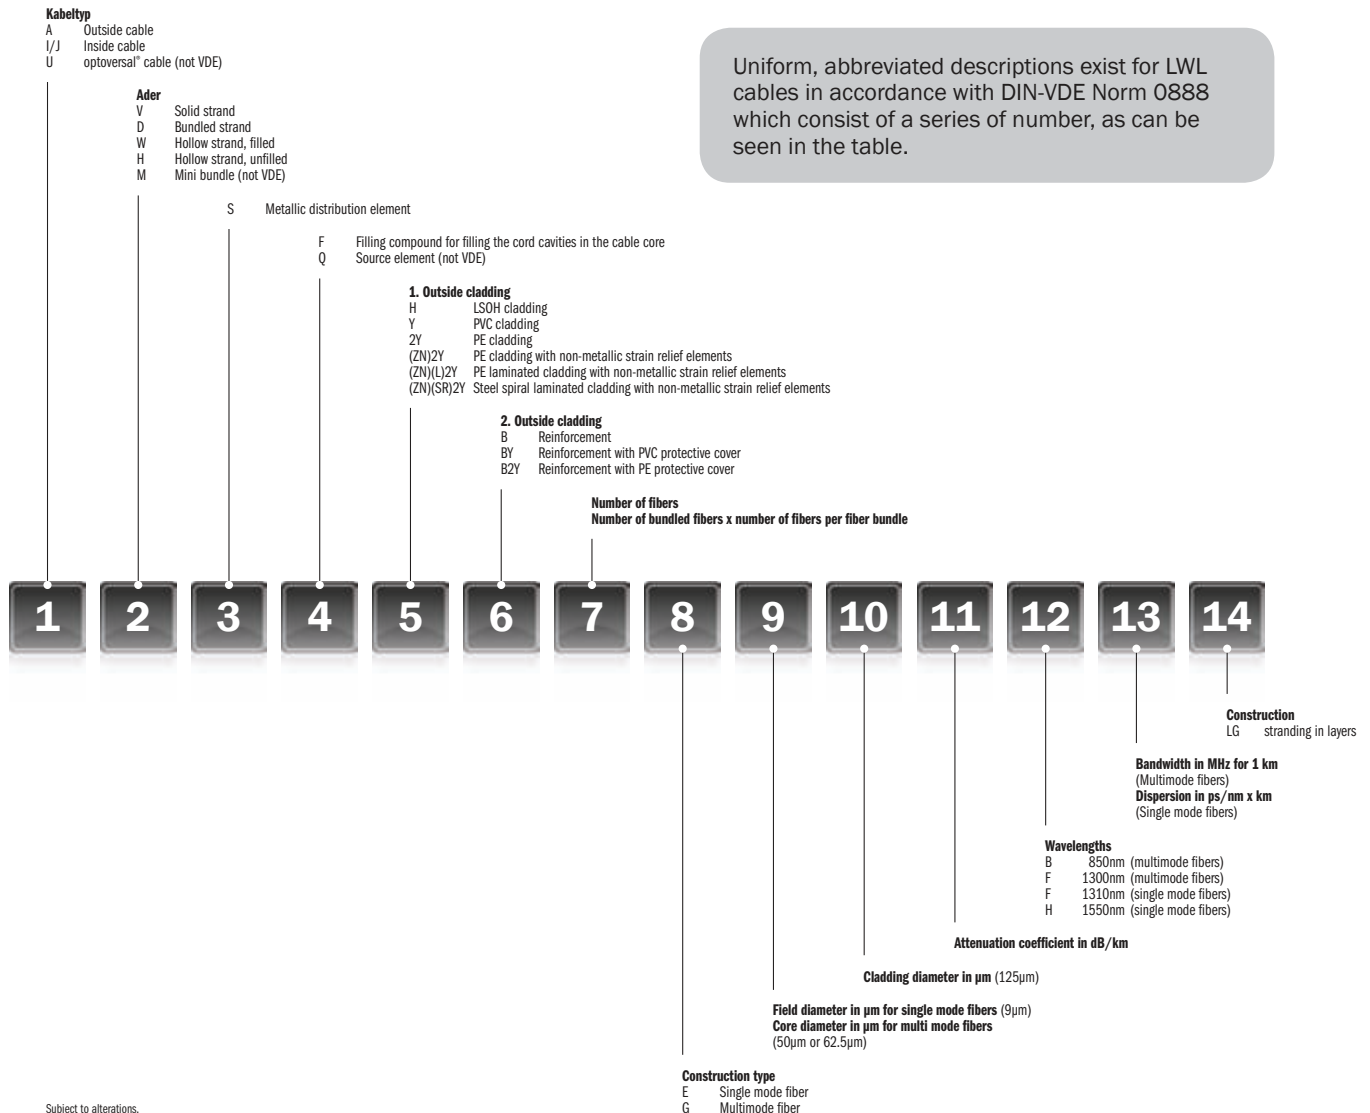 Kabeltyp
A Outside cable
I/J Inside cable
U optoversal® cable (not VDE)
Uniform, abbreviated descriptions exist for LWL
cables in accordance with DIN-VDE Norm 0888
which consist of a series of number, as can be
seen in the table.
Ader
V Solid strand
D Bundled strand
W Hollow strand, filled
H Hollow strand, unfilled
M Mini bundle (not VDE)
S Metallic distribution element
F Filling compound for filling the cord cavities in the cable core
Q Source element (not VDE)
1. Outside cladding
H LSOH cladding
Y PVC cladding
2Y PE cladding
(ZN)2Y PE cladding with non-metallic strain relief elements
(ZN)(L)2Y PE laminated cladding with non-metallic strain relief elements
(ZN)(SR)2Y Steel spiral laminated cladding with non-metallic strain relief elements
2. Outside cladding
B Reinforcement
BY Reinforcement with PVC protective cover
B2Y Reinforcement with PE protective cover
Number of fibers
Number of bundled fibers x number of fibers per fiber bundle
1 2 3 4 5 6 7 8 9 10 11 12 13 14
Construction
LG stranding in layers
Bandwidth in MHz for 1 km
(Multimode fibers)
Dispersion in ps/nm x km
(Single mode fibers)
Wavelengths
B 850nm (multimode fibers)
F 1300nm (multimode fibers)
F 1310nm (single mode fibers)
H 1550nm (single mode fibers)
Attenuation coefficient in dB/km
Cladding diameter in µm (125µm)
Field diameter in µm for single mode fibers (9µm)
Core diameter in µm for multi mode fibers
(50µm or 62.5µm)
Construction type
E Single mode fiber
G Multimode fiber
Subject to alterations.